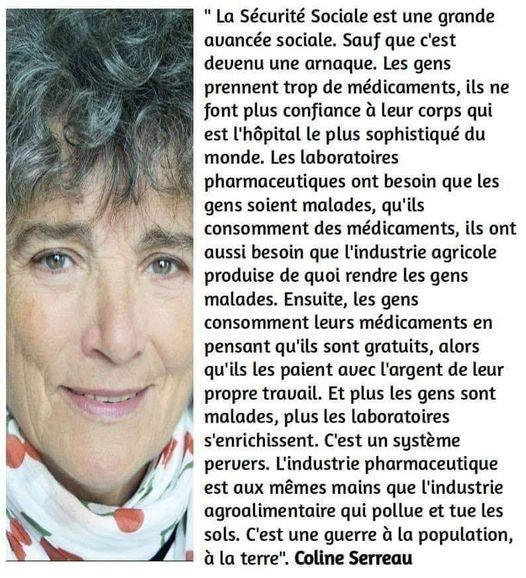 " La Sécurité Sociale est une grande
avancée sociale. Sauf que c'est
devenu une arnaque. Les gens
prennent trop de médicaments, ils ne
font plus confiance à leur corps qui
est l'hôpital le plus sophistiqué du
monde. Les laboratoires
pharmaceutiques ont besoin que les
gens soient malades, qu'ils
consomment des médicaments, ils ont
aussi besoin que l'industrie agricole
produise de quoi rendre les gens
malades. Ensuite, les gens
consomment leurs médicaments en
pensant qu'ils sont gratuits, alors
qu'ils les paient avec l'argent de leur
propre travail. Et plus les gens sont
malades, plus les laboratoires
s'enrichissent. C'est un système
pervers. L'industrie pharmaceutique
est aux mêmes mains que l'industrie
agroalimentaire qui pollue et tue les
sols. C'est une guerre à la population,
à la terre". Coline Serreau